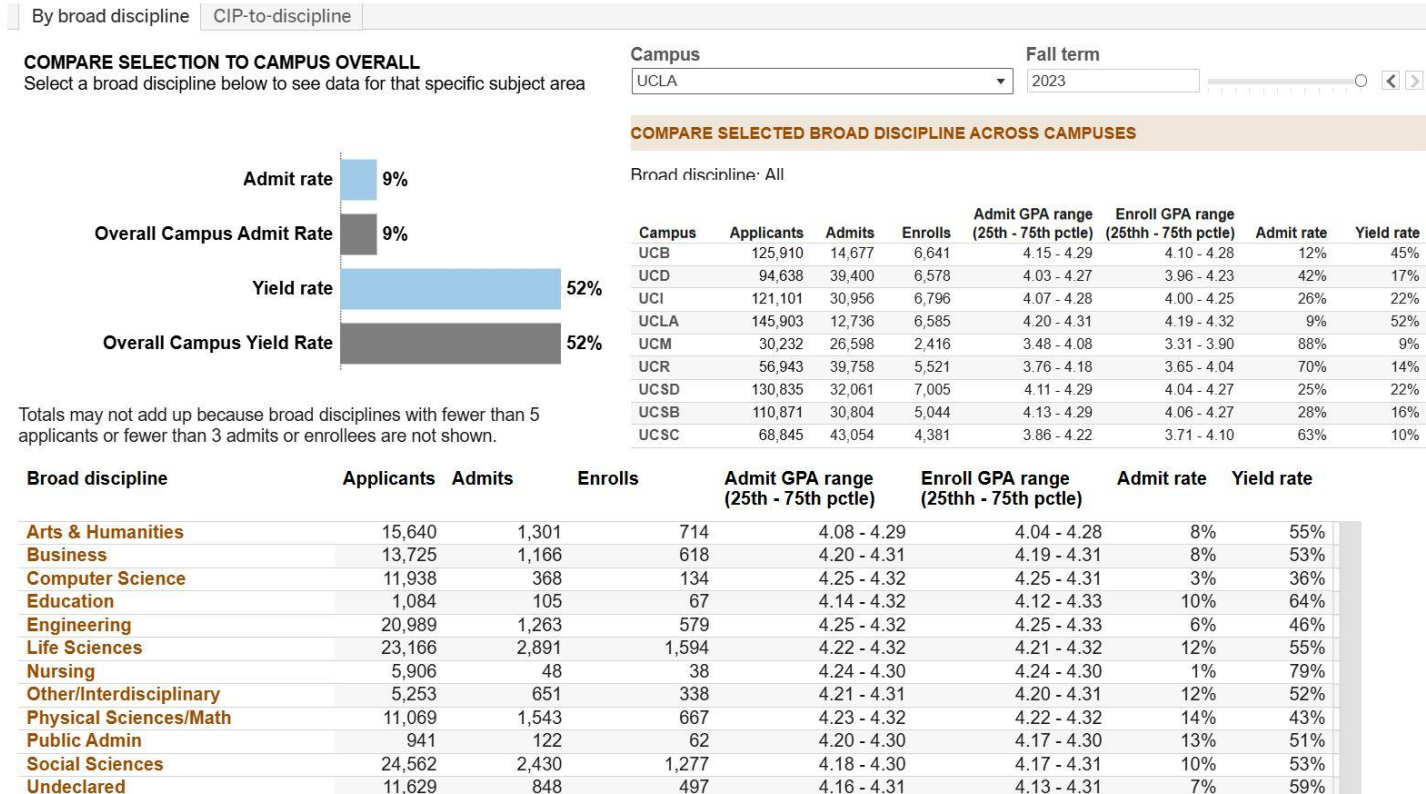 By broad discipline CIP-to-discipline
COMPARE SELECTION TO CAMPUS OVERALL
Select a broad discipline below to see data for that specific subject area
Campus Fall term
UCLA 2023
COMPARE SELECTED BROAD DISCIPLINE ACROSS CAMPUSES
Broad discipline: All
Admit rate 9%
Overall Campus Admit Rate 9%
Yield rate 52%
Overall Campus Yield Rate 52%
Totals may not add up because broad disciplines with fewer than 5
applicants or fewer than 3 admits or enrollees are not shown.
Admit GPA range Enroll GPA range
Campus Applicants Admits Enrolls (25th - 75th pctle) (25thh - 75th pctle) Admit rate Yield rate
UCB 125,910 14,677 6,641 4.15 - 4.29 4.10 - 4.28 12% 45%
UCD 94,638 39,400 6,578 4.03 - 4.27 3.96 - 4.23 42% 17%
UCI 121,101 30,956 6,796 4.07 - 4.28 4.00 - 4.25 26% 22%
UCLA 145,903 12,736 6,585 4.20 - 4.31 4.19 - 4.32 9% 52%
UCM 30,232 26,598 2,416 3.48 - 4.08 3.31 - 3.90 88% 9%
UCR 56,943 39,758 5,521 3.76 - 4.18 3.65 - 4.04 70% 14%
UCSD 130,835 32,061 7,005 4.11 - 4.29 4.04 - 4.27 25% 22%
UCSB 110,871 30,804 5,044 4.13 - 4.29 4.06 - 4.27 28% 16%
UCSC 68,845 43,054 4,381 3.86 - 4.22 3.71 - 4.10 63% 10%
Broad discipline Applicants Admits Enrolls Admit GPA range Enroll GPA range Admit rate Yield rate
(25th - 75th pctle) (25thh - 75th pctle)
Arts & Humanities 15,640 1,301 714 4.08 - 4.29 4.04 - 4.28 8% 55%
Business 13,725 1,166 618 4.20 - 4.31 4.19 - 4.31 8% 53%
Computer Science 11,938 368 134 4.25 - 4.32 4.25 - 4.31 3% 36%
Education 1,084 105 67 4.14 - 4.32 4.12 - 4.33 10% 64%
Engineering 20,989 1,263 579 4.25 - 4.32 4.25 - 4.33 6% 46%
Life Sciences 23,166 2,891 1,594 4.22 - 4.32 4.21 - 4.32 12% 55%
Nursing 5,906 48 38 4.24 - 4.30 4.24 - 4.30 1% 79%
Other/Interdisciplinary 5,253 651 338 4.21 - 4.31 4.20 - 4.31 12% 52%
Physical Sciences/Math 11,069 1,543 667 4.23 - 4.32 4.22 - 4.32 14% 43%
Public Admin 941 122 62 4.20 - 4.30 4.17 - 4.30 13% 51%
Social Sciences 24,562 2,430 1,277 4.18 - 4.30 4.17 - 4.31 10% 53%
Undeclared 11,629 848 497 4.16 - 4.31 4.13 - 4.31 7% 59%